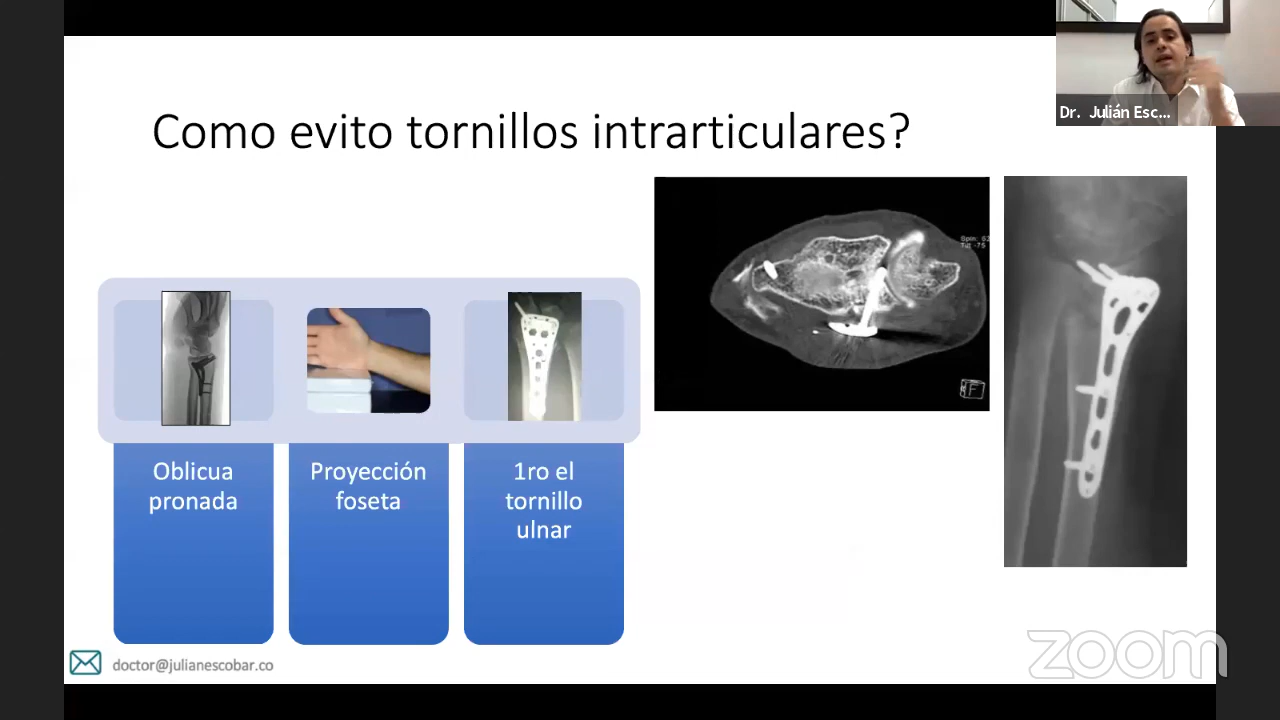 Dr. Julián Esc...
Como evito tornillos intrarticulares?
Oblicua
pronada
Proyección
foseta
1ro el
tornillo
ulnar
F
doctor@julianescobar.co
zoom